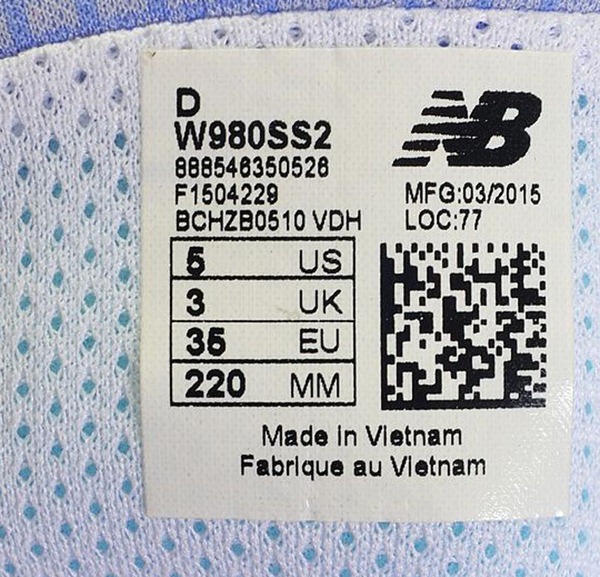 D
W980SS2
888546350526
F1504229
BCHZB0510 VDH
NB
MFG:03/2015
LOC:77
5 US
3 UK
35 EU
220 MM
Made in Vietnam
Fabrique au Vietnam